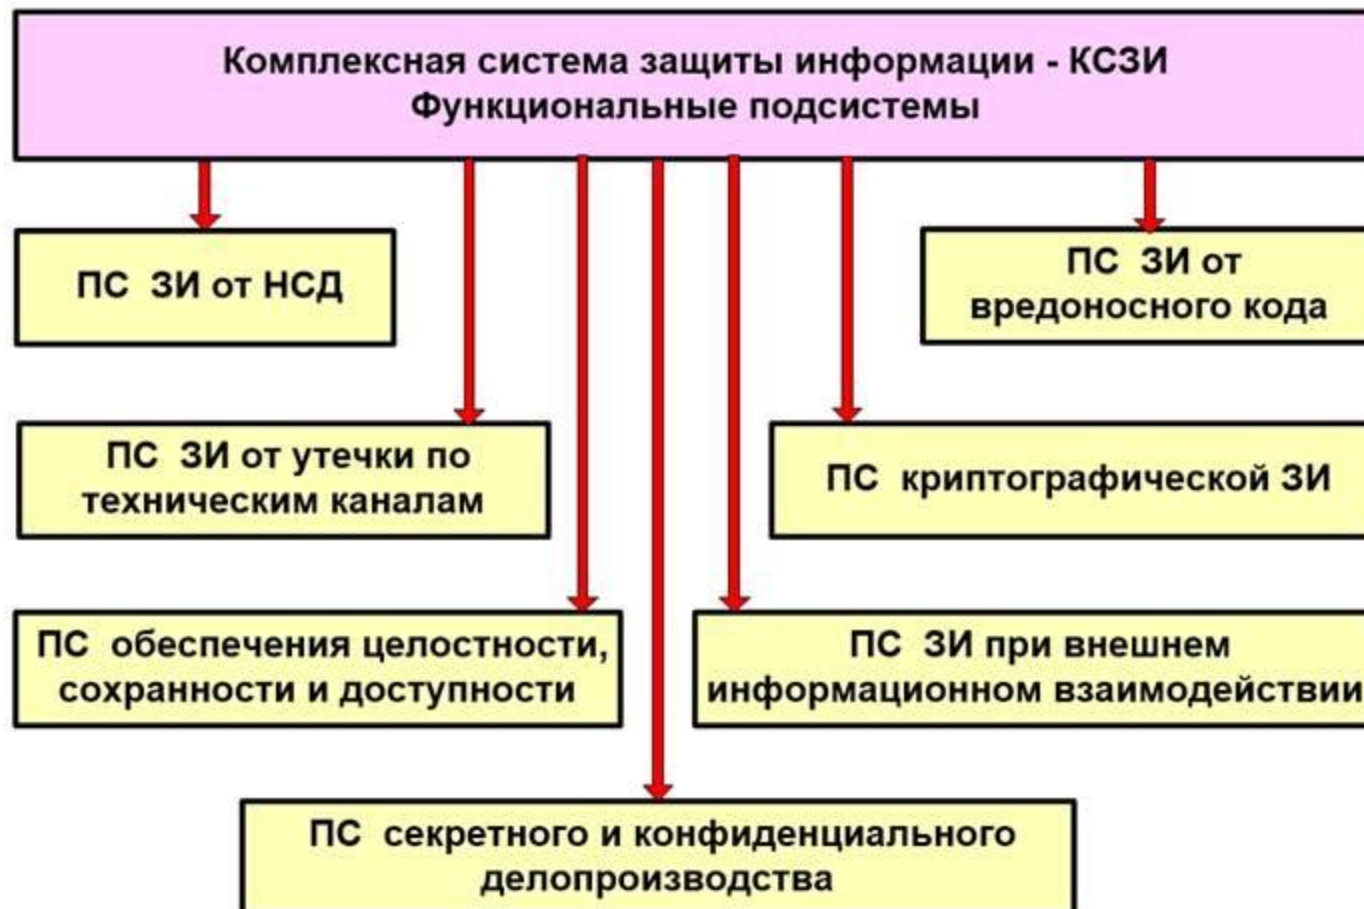 Комплексная система защиты информации - КСЗИ
Функциональные подсистемы
ПС ЗИ от НСД
ПС ЗИ от
вредоносного кода
ПС ЗИ от утечки по
техническим каналам
ПС криптографической ЗИ
ПС обеспечения целостности,
сохранности и доступности
ПС ЗИ при внешнем
информационном взаимодействии
ПС секретного и конфиденциального
делопроизводства